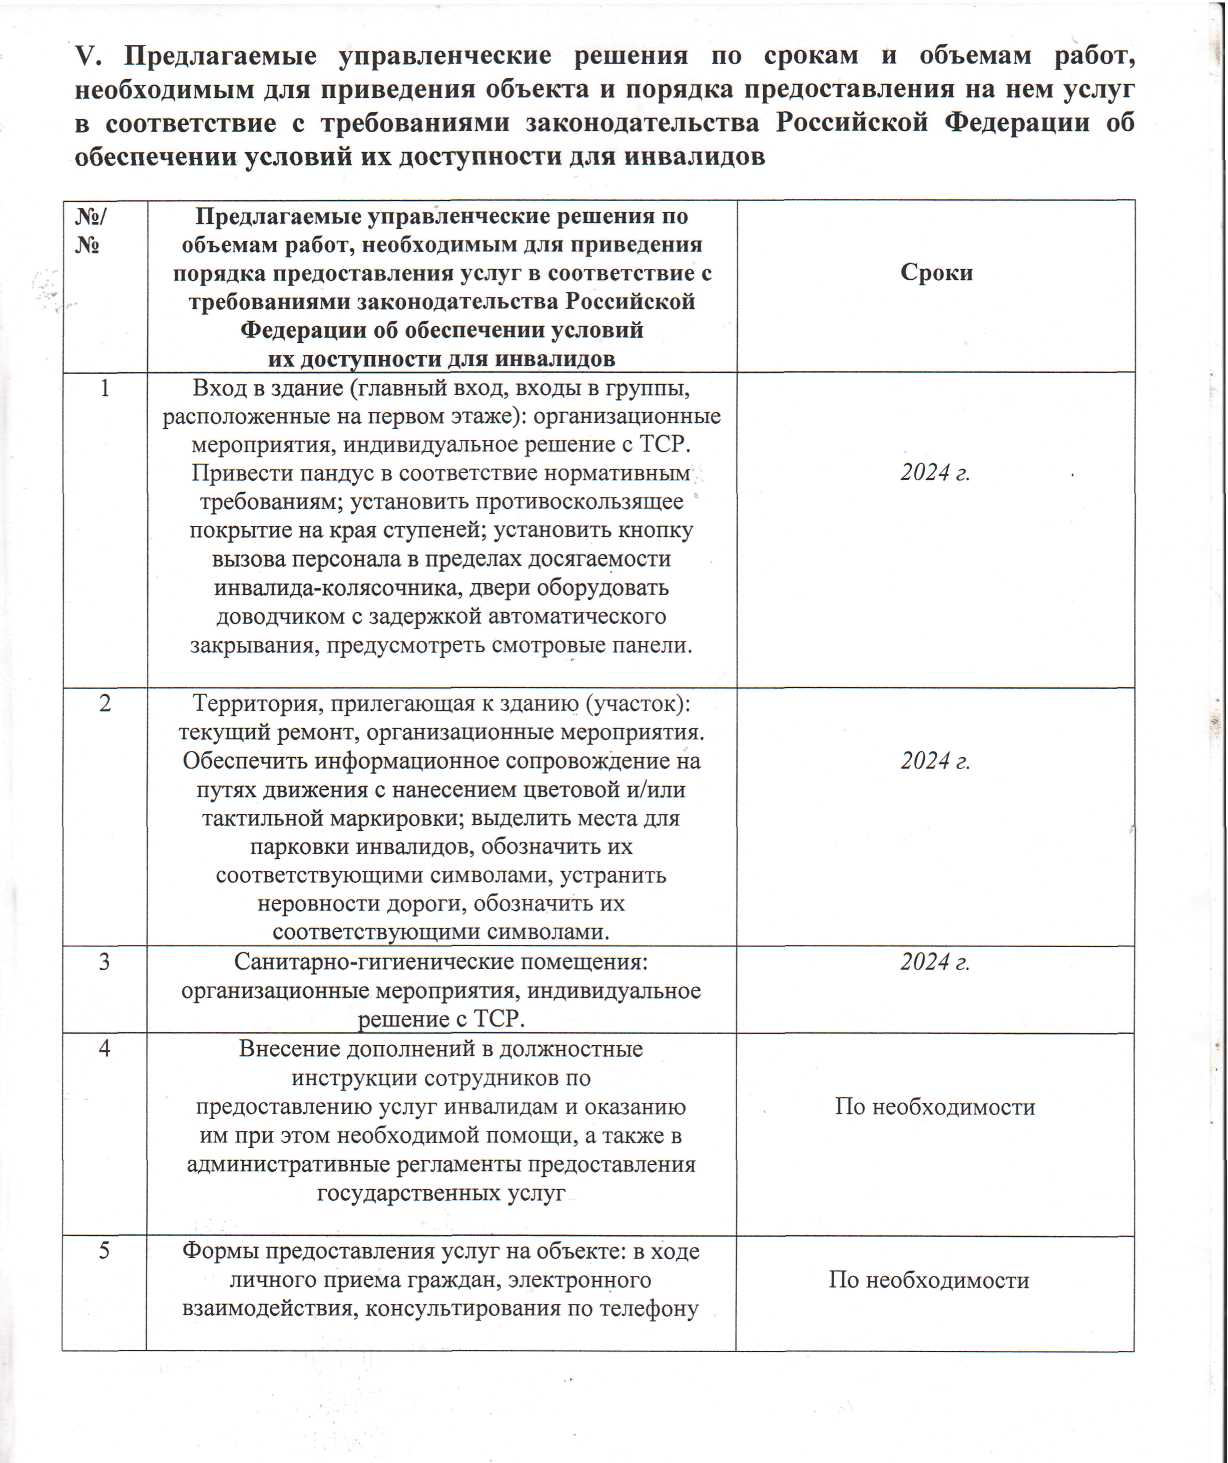 V. Предлагаемые управленческие решения по срокам и объемам работ,
необходимым для приведения объекта и порядка предоставления на нем услуг
в соответствие с требованиями законодательства Российской Федерации об
обеспечении условий их доступности для инвалидов
№/
№
Предлагаемые управленческие решения по
объемам работ, необходимым для приведения
порядка предоставления услуг в соответствие с
требованиями законодательства Российской
Федерации об обеспечении условий
их доступности для инвалидов
Сроки
1
Вход в здание (главный вход, входы в группы,
расположенные на первом этаже): организационные
мероприятия, индивидуальное решение с ТСР.
Привести пандус в соответствие нормативным
требованиям; установить противоскользящее
покрытие на края ступеней; установить кнопку
вызова персонала в пределах досягаемости
инвалида-колясочника, двери оборудовать
доводчиком с задержкой автоматического
закрывания, предусмотреть смотровые панели.
2024 г.
2
Территория, прилегающая к зданию (участок):
текущий ремонт, организационные мероприятия.
Обеспечить информационное сопровождение на
путях движения с нанесением цветовой и/или
тактильной маркировки; выделить места для
парковки инвалидов, обозначить их
соответствующими символами, устранить
неровности дороги, обозначить их
соответствующими символами.
2024 г.
3
Санитарно-гигиенические помещения:
организационные мероприятия, индивидуальное
решение с ТСР.
2024 г.
4
Внесение дополнений в должностные
инструкции сотрудников по
предоставлению услуг инвалидам и оказанию
им при этом необходимой помощи, а также в
административные регламенты предоставления
государственных услуг
По необходимости
5
Формы предоставления услуг на объекте: в ходе
личного приема граждан, электронного
взаимодействия, консультирования по телефону
По необходимости